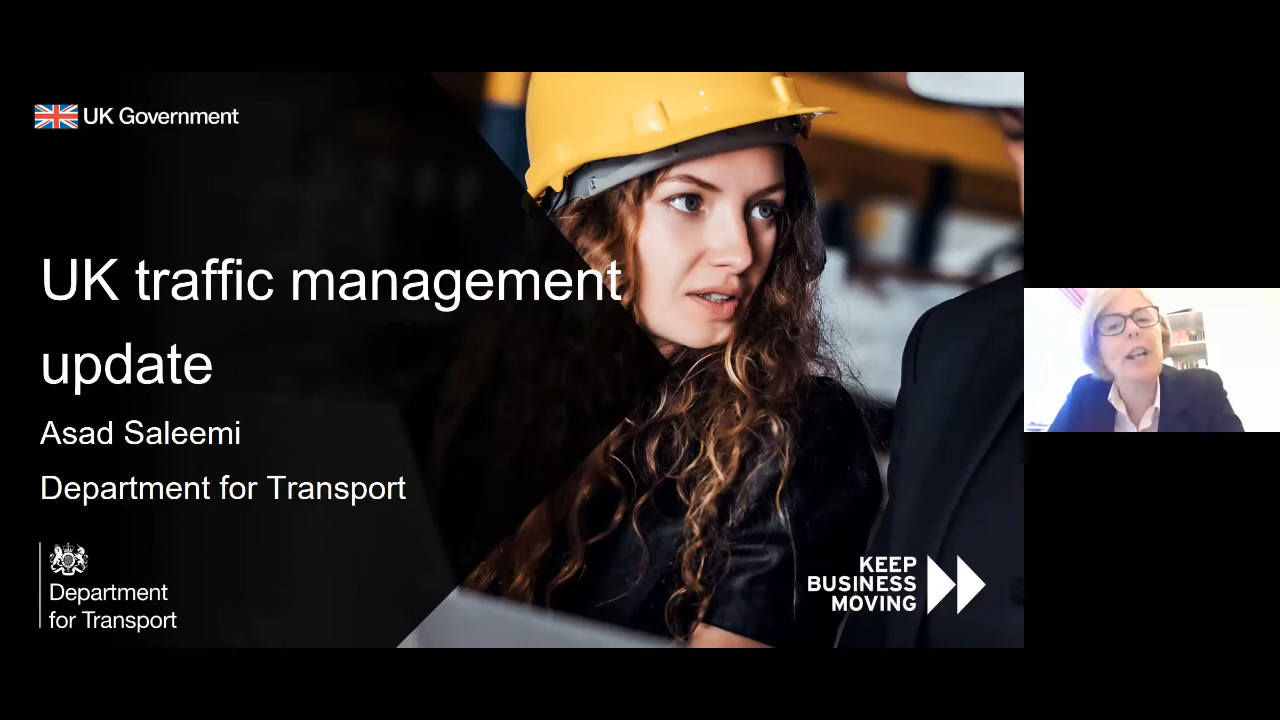 UK Government
UK traffic management
update
Asad Saleemi
Department for Transport
Department
for Transport
KEEP
BUSINESS
MOVING